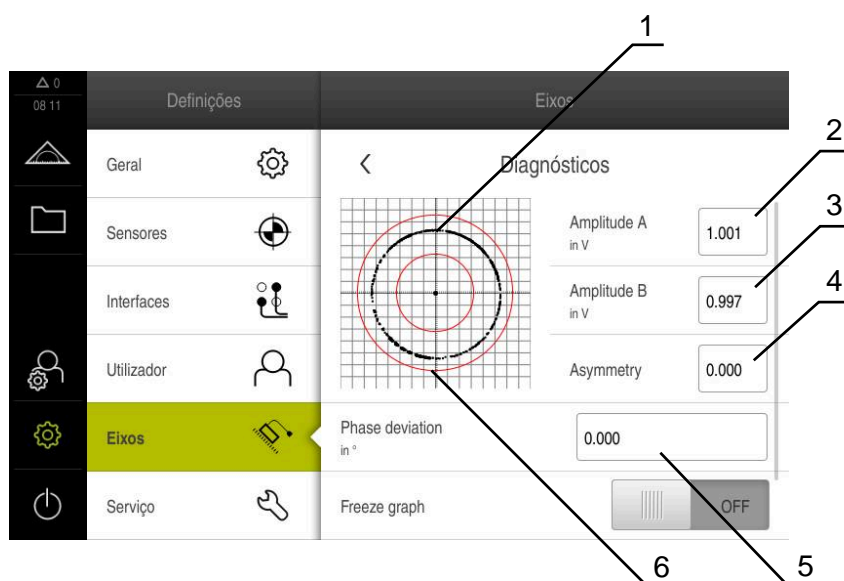 1
0
08 11
Definições
Eixos
Geral
Diagnósticos
2
Sensores
Amplitude A
in V
1.001
3
Interfaces
Amplitude B
in V
0.997
4
Utilizador
Asymmetry
0.000
Eixos
Phase deviation
in °
0.000
Serviço
Freeze graph
OFF
6
5